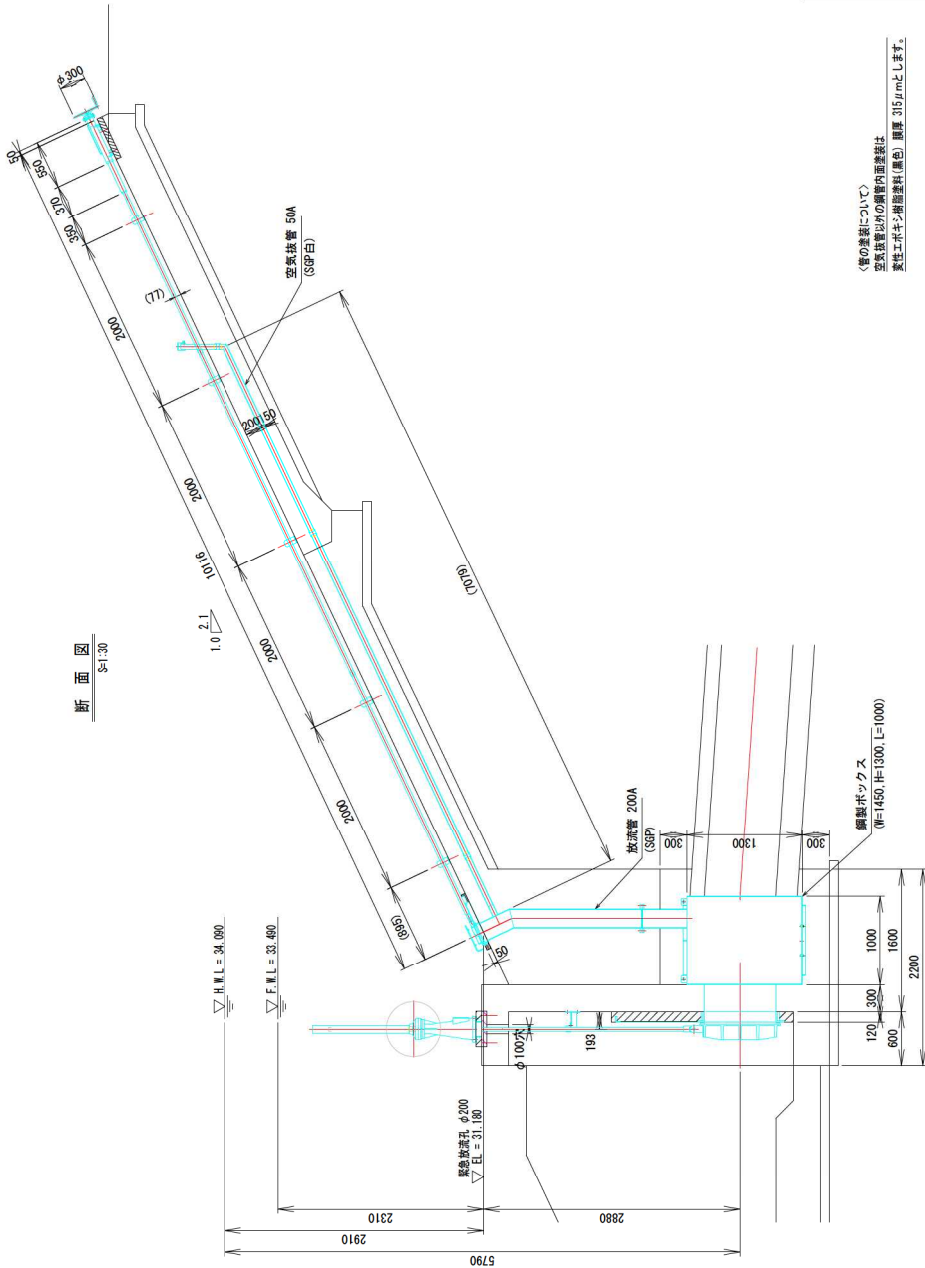 断 面 図
S=1:30
50
φ300
550
370
350
(77)
2000
空気抜管 50A
(SGP白)
2000
200
150
10116
2.1
1.0
2000
(7079)
2000
(895)
50
▽ H.W.L = 34.090
▽ F.W.L = 33.490
φ100穴
193
緊急放流孔 φ200
▽ EL = 31.180
放流管 200A
(SGP)
300
1300
300
鋼製ボックス
(W=1450, H=1300, L=1000)
1000
300
1600
120
600
2200
2310
2910
2880
5790
〈管の塗装について〉
空気抜管以外の鋼管内面塗装は
変性エポキシ樹脂塗料(黒色) 膜厚 315μmとします。